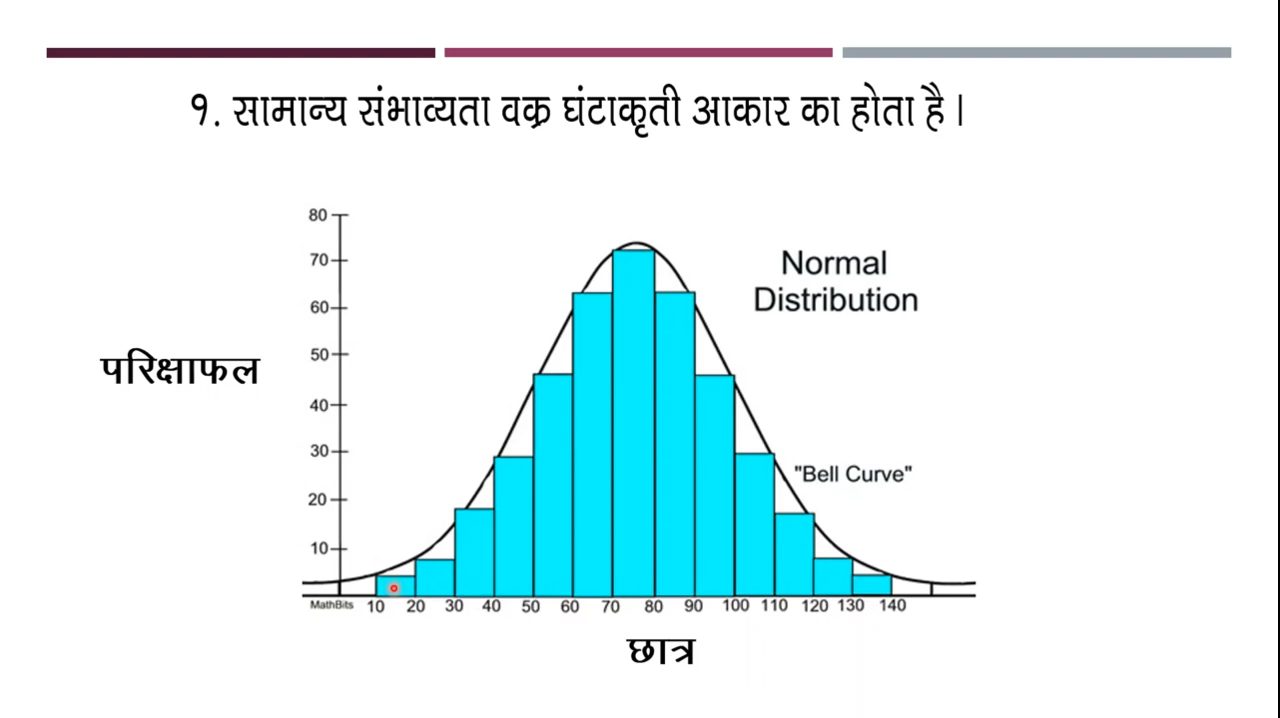 १. सामान्य संभाव्यता वक्र घंटाकृती आकार का होता है ।
80
70
60
50
40
30
20
10
Normal
Distribution
"Bell Curve"
परिक्षाफल
MathBits 10 20 30 40 50 60 70 80 90 100 110 120 130 140
छात्र